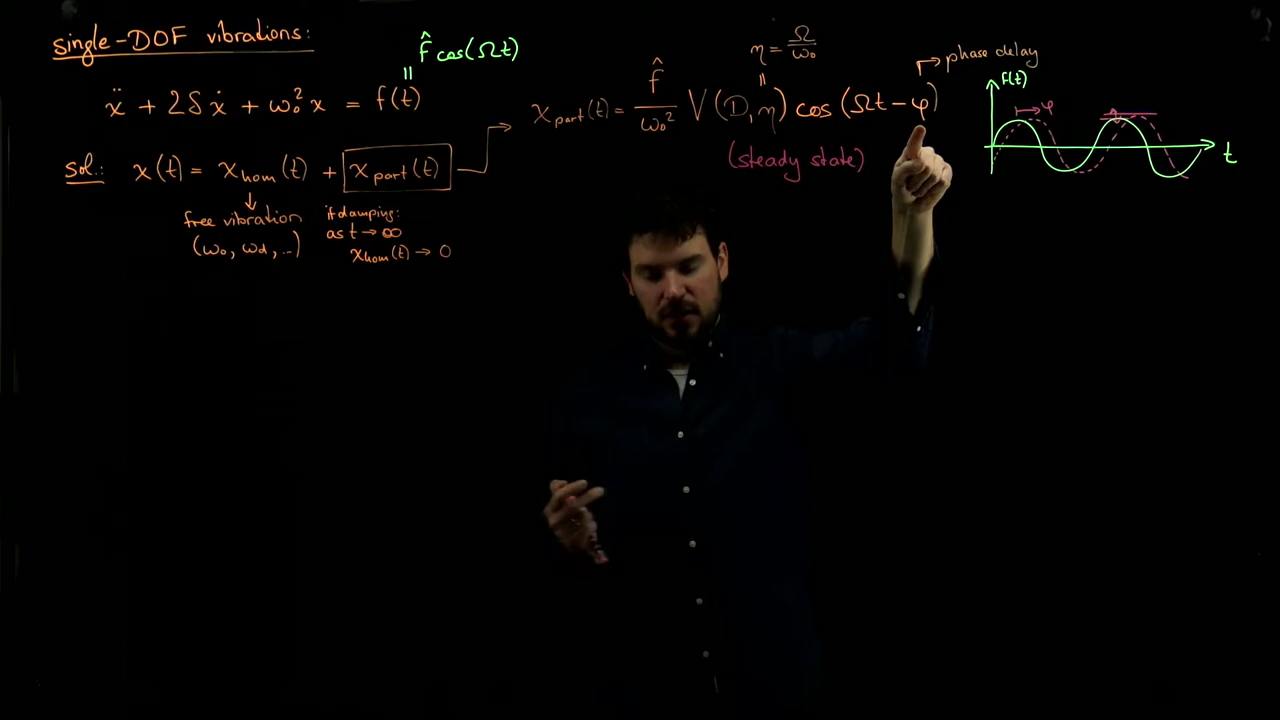 single-DOF vibrations:
f̂ cos(Ωt)
=
ẍ + 2δẋ + ω₀²x = f(t)
sol.: x(t) = x_hom(t) + x_part(t)
↓
free vibration
(ω₀, ω_d, ...)
if damping:
as t → ∞
x_hom(t) → 0
η = Ω/ω₀
=
x_part(t) = f̂/ω₀² V(D, η) cos(Ωt - φ)
(steady state)
phase delay
f(t)
φ
t